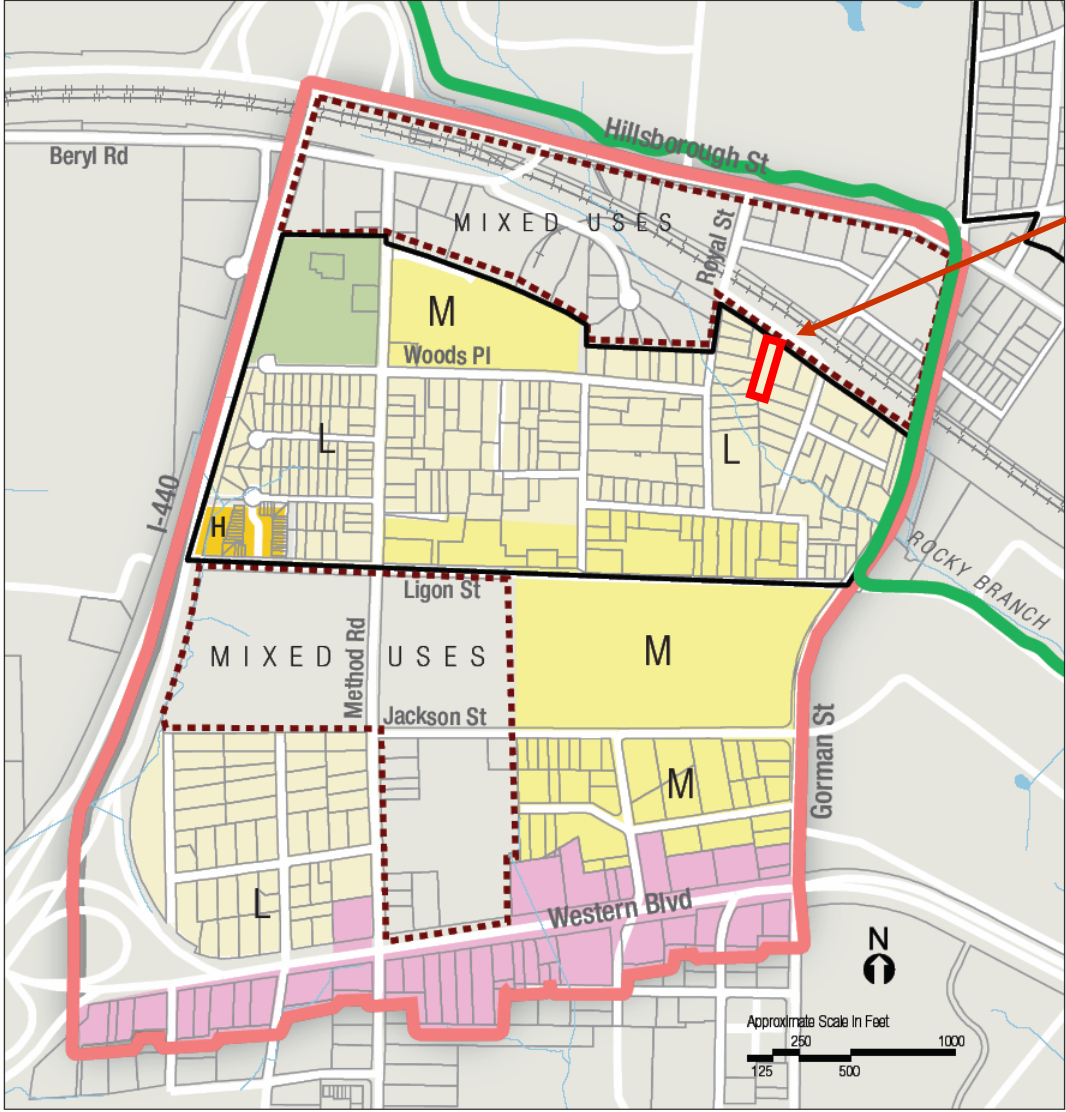 Beryl Rd
Hillsborough St
MIXED USES
Royal St
M
Woods Pl
L
L
I-440
H
ROCKY BRANCH
Ligon St
MIXED USES
M
Method Rd
Jackson St
Gorman St
M
L
Western Blvd
N
Approximate Scale In Feet
250 1000
125 500